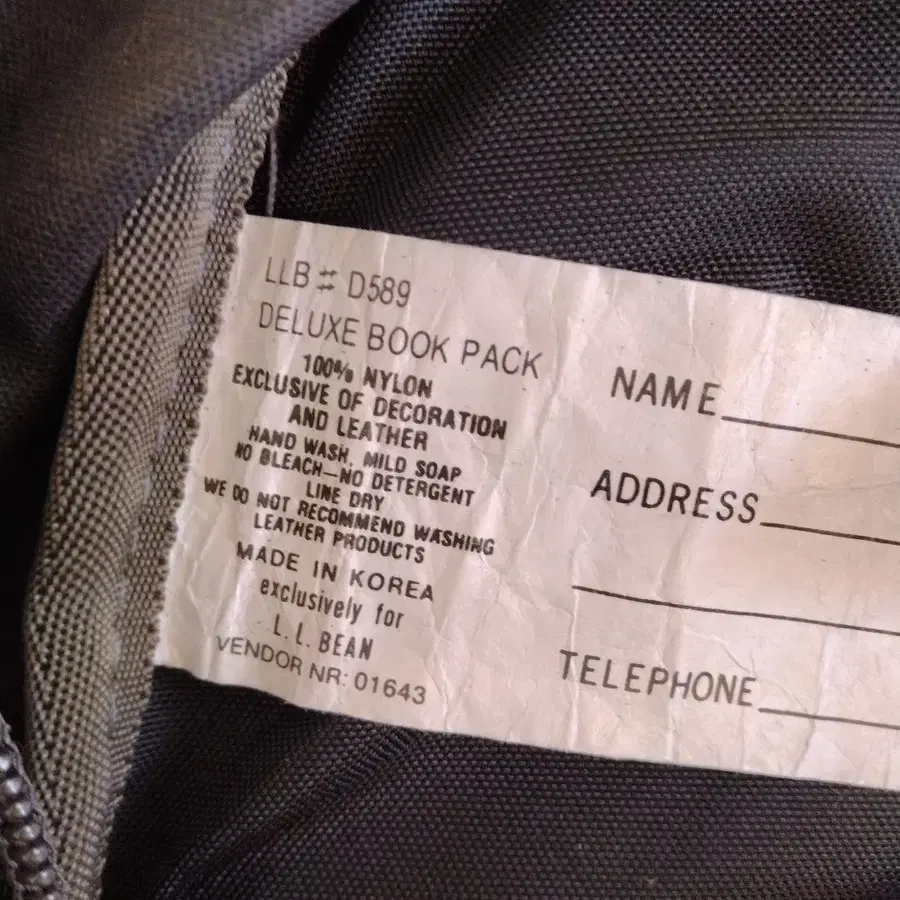 LLB # D589
DELUXE BOOK PACK
100% NYLON
EXCLUSIVE OF DECORATION
AND LEATHER
HAND WASH, MILD SOAP
NO BLEACH—NO DETERGENT
LINE DRY
WE DO NOT RECOMMEND WASHING
LEATHER PRODUCTS
MADE IN KOREA
exclusively for
L.L. BEAN
VENDOR NR: 01643
NAME
ADDRESS
TELEPHONE